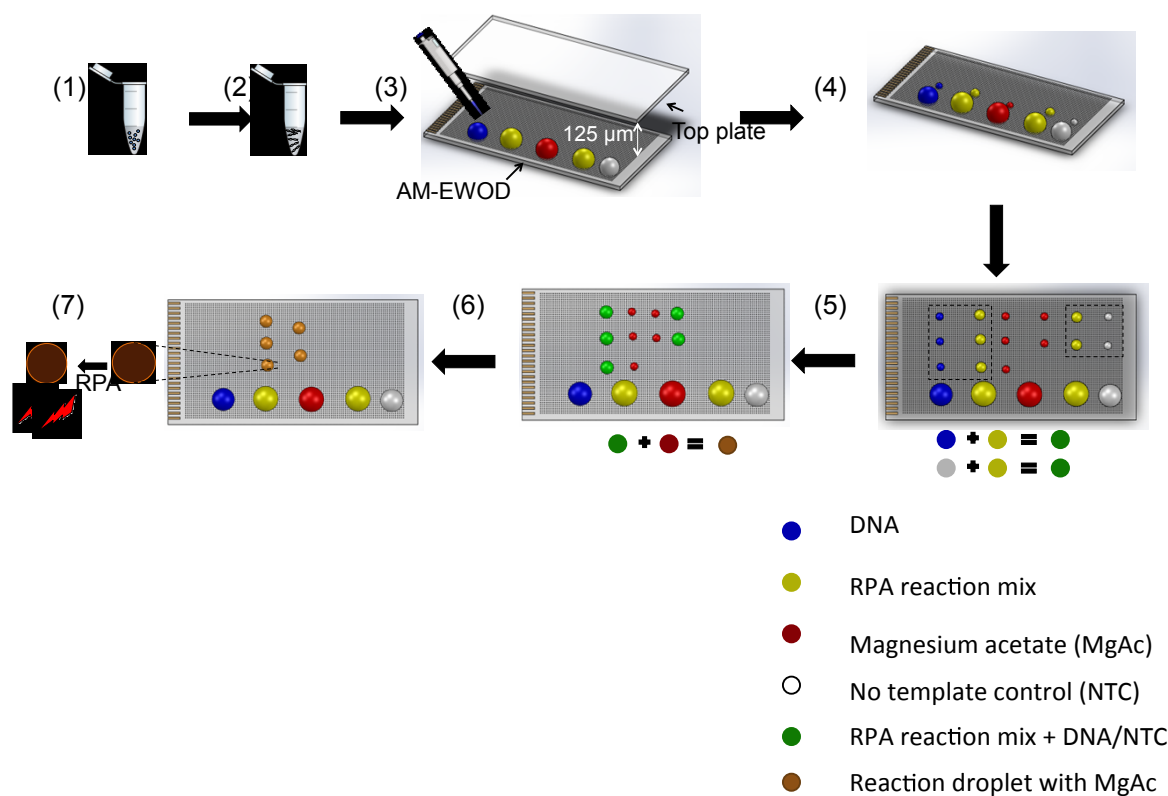 (1)
(2)
(3)
(4)
125 µm
Top plate
AM-EWOD
(7)
(6)
(5)
RPA
DNA
RPA reaction mix
Magnesium acetate (MgAc)
No template control (NTC)
RPA reaction mix + DNA/NTC
Reaction droplet with MgAc